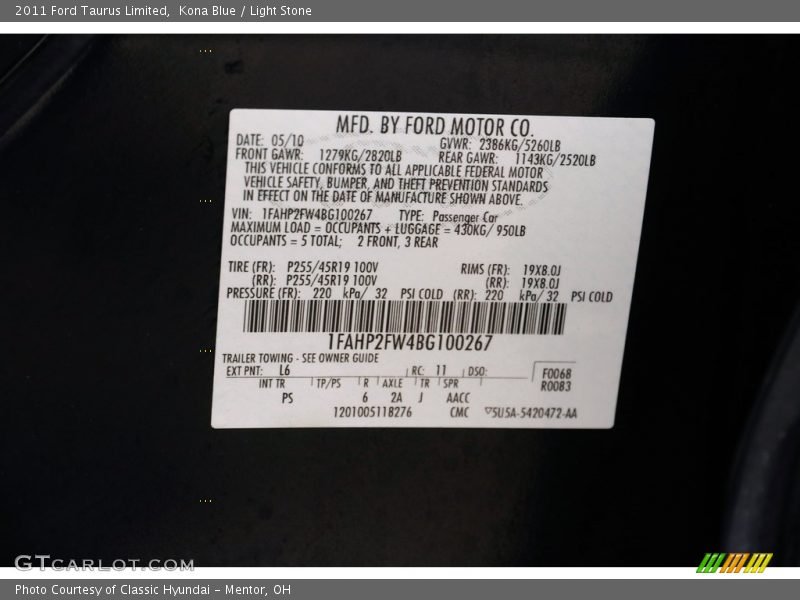 2011 Ford Taurus Limited, Kona Blue / Light Stone
MFD. BY FORD MOTOR CO.
DATE: 05/10 GVWR: 2386KG/5260LB
FRONT GAWR: 1279KG/2820LB REAR GAWR: 1143KG/2520LB
THIS VEHICLE CONFORMS TO ALL APPLICABLE FEDERAL MOTOR
VEHICLE SAFETY, BUMPER, AND THEFT PREVENTION STANDARDS
IN EFFECT ON THE DATE OF MANUFACTURE SHOWN ABOVE.
VIN: 1FAHP2FW4BG100267 TYPE: Passenger Car
MAXIMUM LOAD = OCCUPANTS + LUGGAGE = 430KG/ 950LB
OCCUPANTS = 5 TOTAL; 2 FRONT, 3 REAR
TIRE (FR): P255/45R19 100V RIMS (FR): 19X8.0J
(RR): P255/45R19 100V (RR): 19X8.0J
PRESSURE (FR): 220 kPa/ 32 PSI COLD (RR): 220 kPa/ 32 PSI COLD
1FAHP2FW4BG100267
TRAILER TOWING - SEE OWNER GUIDE
EXT PNT: L6 RC: 11 DSO: F0068
INT TR TP/PS R AXLE TR SPR R0083
PS 6 2A J AACC
1201005118276 CMC 5U5A-5420472-AA
GTCARLOT.COM
Photo Courtesy of Classic Hyundai - Mentor, OH